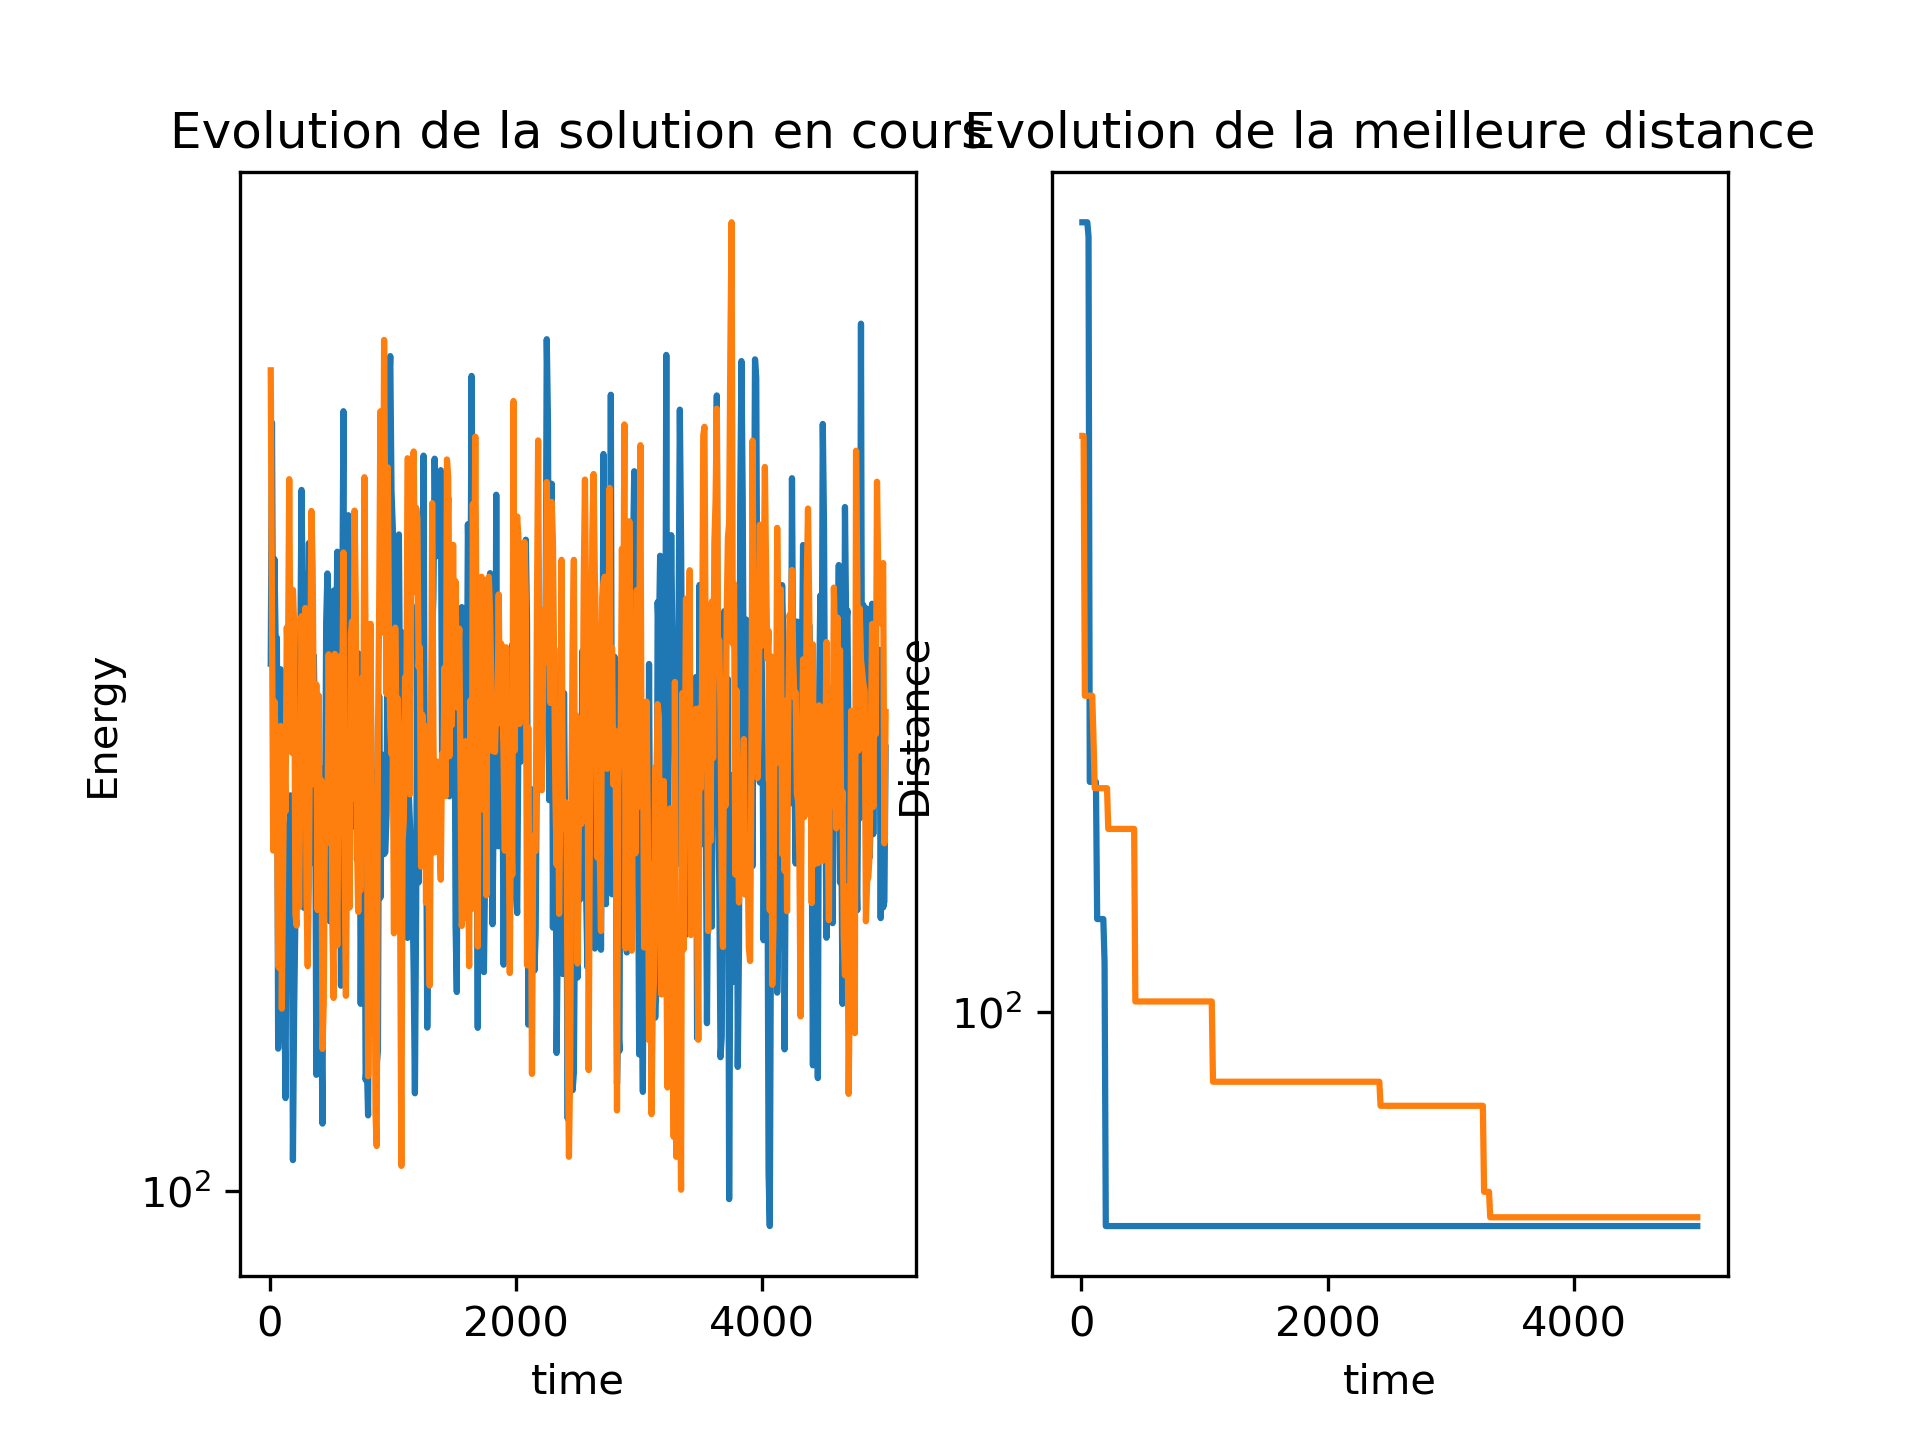 Evolution de la solution en cours
Energy
10²
0 2000 4000
time
Evolution de la meilleure distance
Distance
10²
0 2000 4000
time